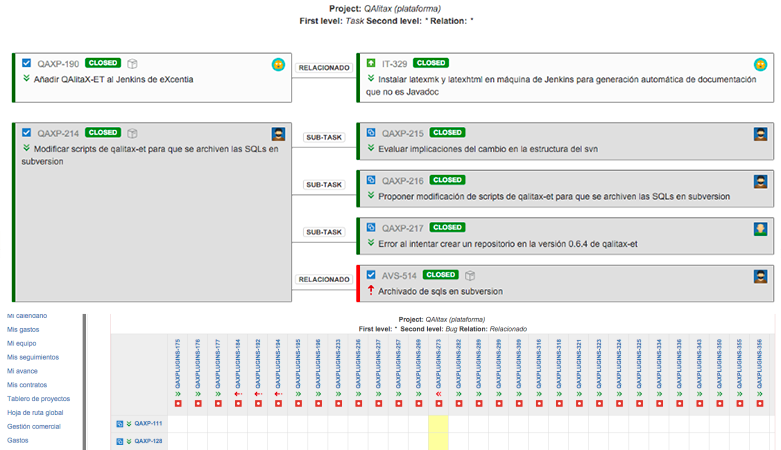 Project: QAlitax (plataforma)
First level: Task Second level: * Relation: *
QAXP-190 CLOSED
Añadir QAlitaX-ET al Jenkins de eXcentia
RELACIONADO
IT-329 CLOSED
Instalar latexmk y latexhtml en máquina de Jenkins para generación automática de documentación
que no es Javadoc
QAXP-214 CLOSED
Modificar scripts de qalitax-et para que se archiven las SQLs en
subversion
SUB-TASK
QAXP-215 CLOSED
Evaluar implicaciones del cambio en la estructura del svn
SUB-TASK
QAXP-216 CLOSED
Proponer modificación de scripts de qalitax-et para que se archiven las SQLs en subversion
SUB-TASK
QAXP-217 CLOSED
Error al intentar crear un repositorio en la versión 0.6.4 de qalitax-et
RELACIONADO
AVS-514 CLOSED
Archivado de sqls en subversion
Mi calendario
Mis gastos
Mi equipo
Mis seguimientos
Mi avance
Mis contratos
Tablero de proyectos
Hoja de ruta global
Gestión comercial
Gastos
Project: QAlitax (plataforma)
First level: * Second level: Bug Relation: Relacionado
QAXPLUGINS-175
QAXPLUGINS-176
QAXPLUGINS-177
QAXPLUGINS-184
QAXPLUGINS-192
QAXPLUGINS-194
QAXPLUGINS-195
QAXPLUGINS-196
QAXPLUGINS-233
QAXPLUGINS-236
QAXPLUGINS-237
QAXPLUGINS-257
QAXPLUGINS-269
QAXPLUGINS-273
QAXPLUGINS-282
QAXPLUGINS-289
QAXPLUGINS-299
QAXPLUGINS-309
QAXPLUGINS-316
QAXPLUGINS-318
QAXPLUGINS-323
QAXPLUGINS-324
QAXPLUGINS-325
QAXPLUGINS-334
QAXPLUGINS-336
QAXPLUGINS-343
QAXPLUGINS-350
QAXPLUGINS-355
QAXPLUGINS-356
QAXP-111
QAXP-128